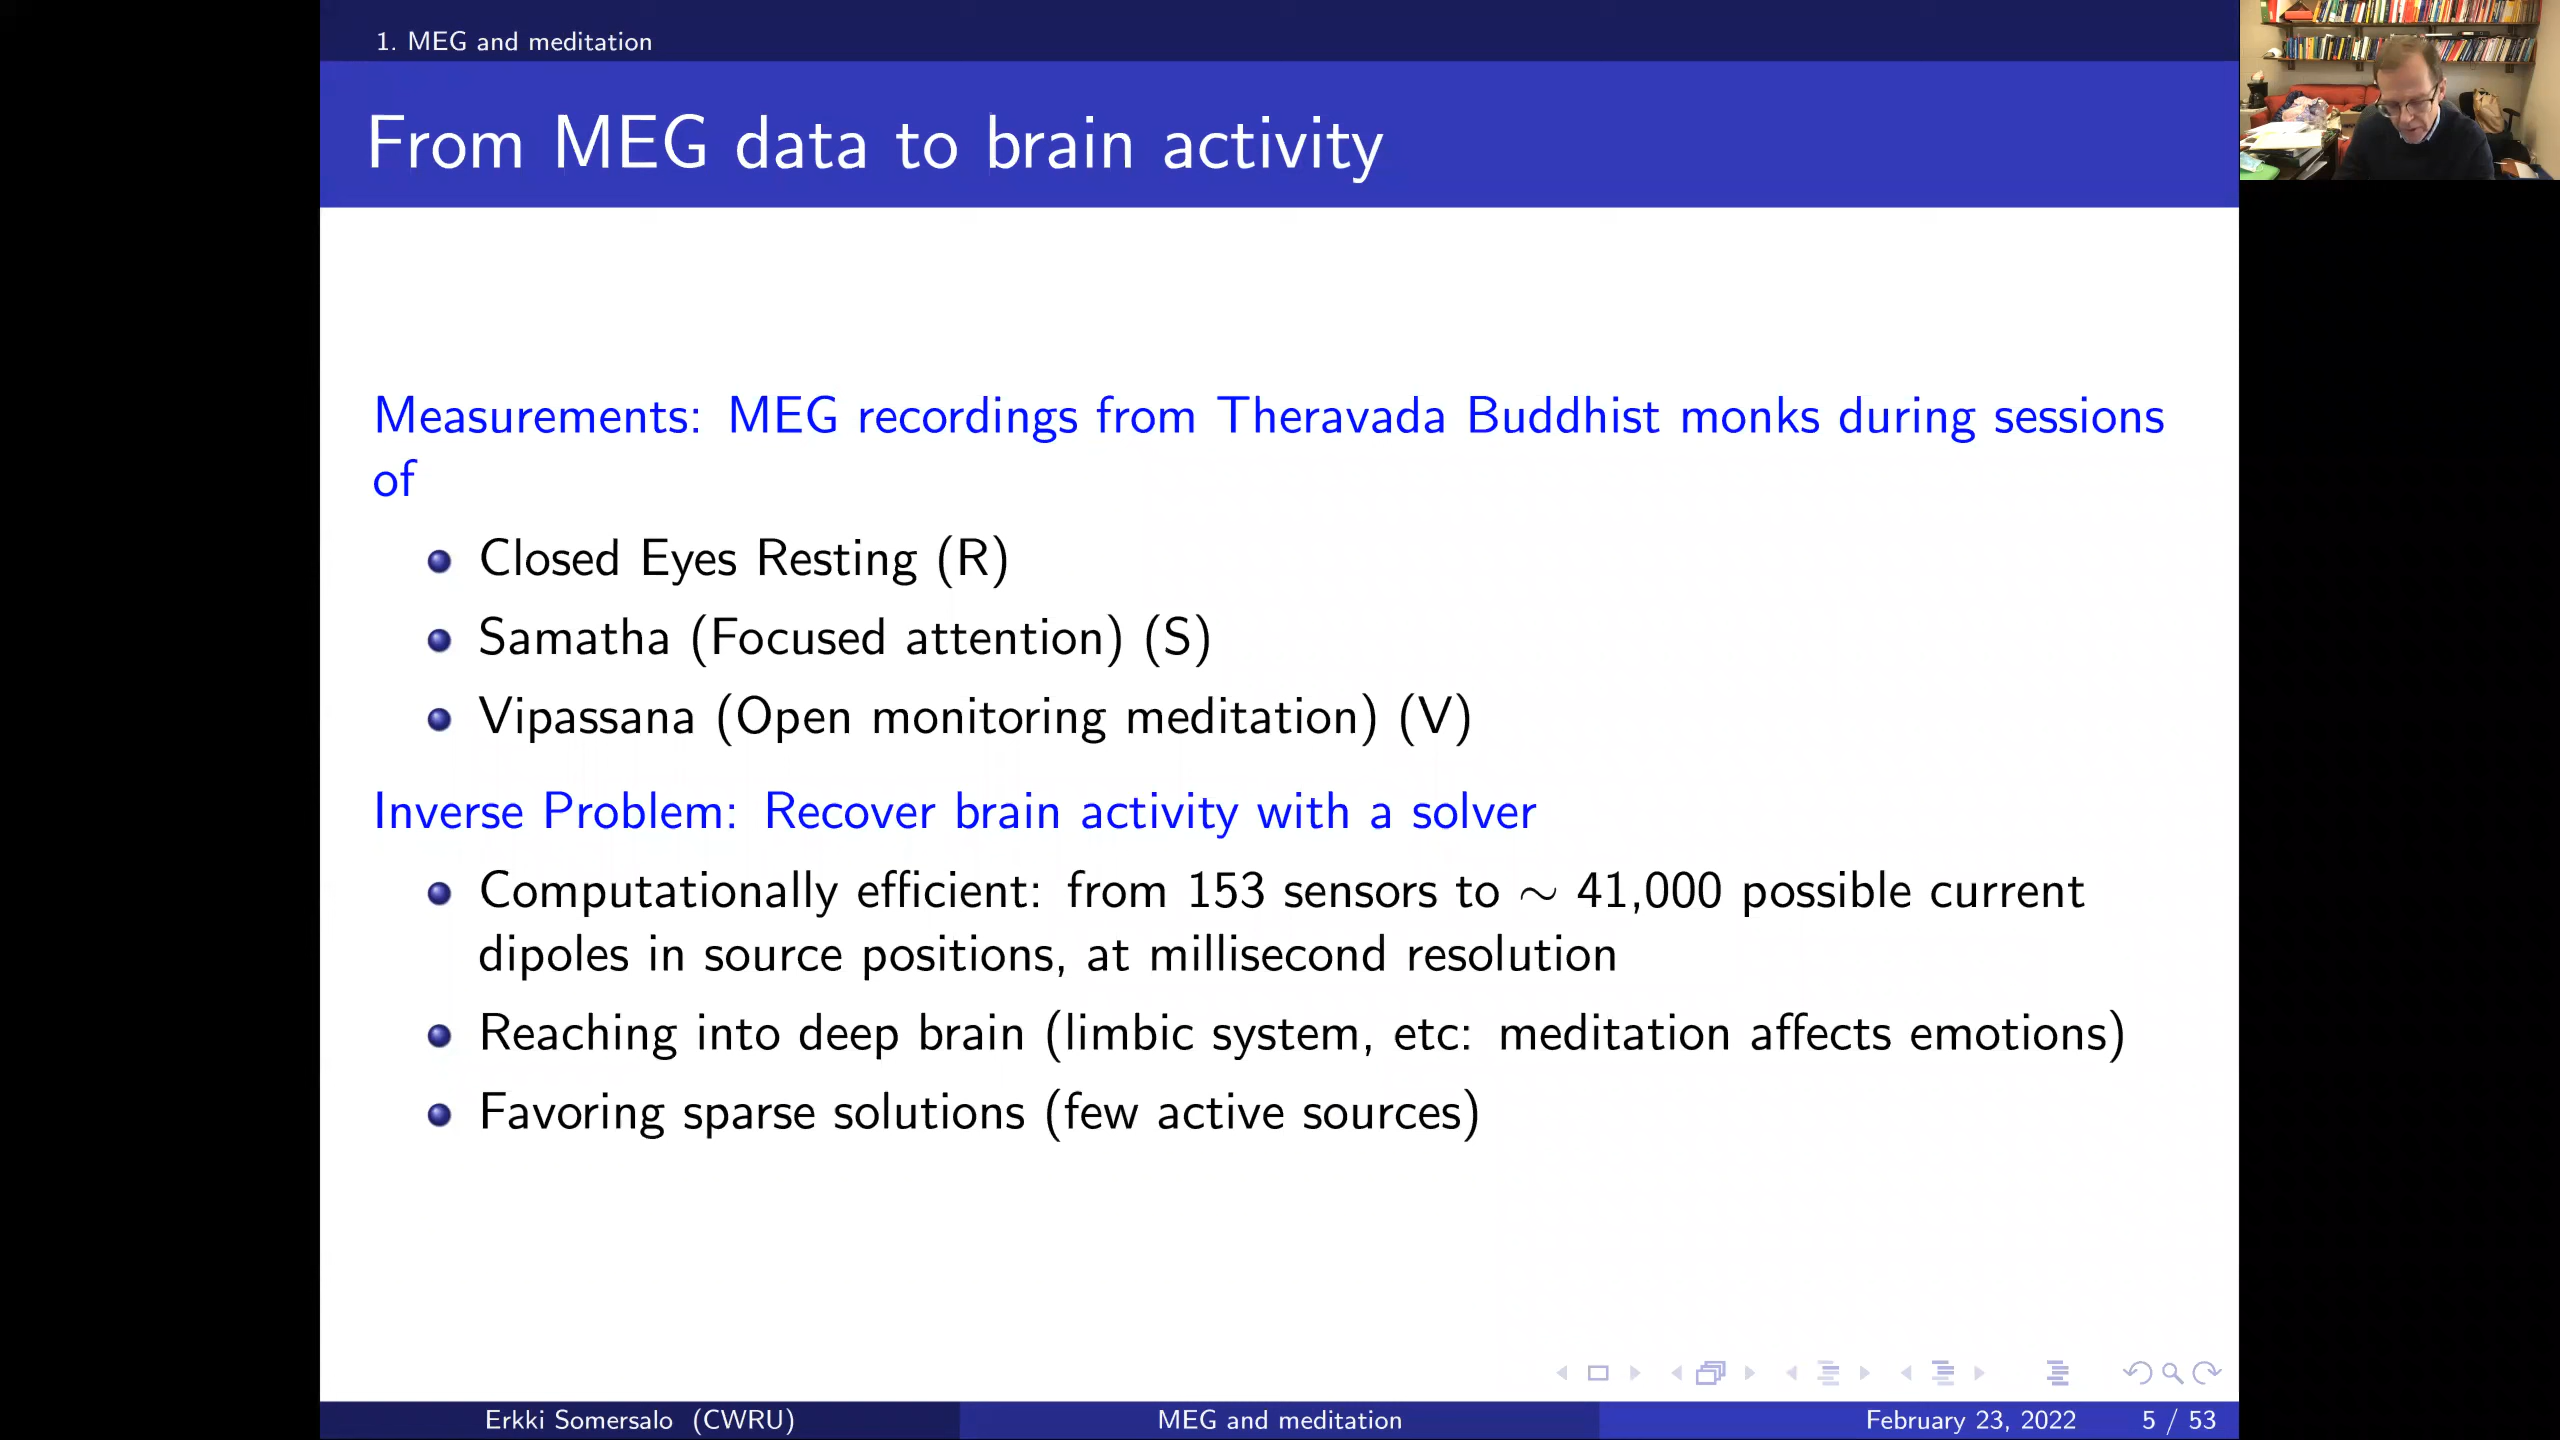 1. MEG and meditation
From MEG data to brain activity
Measurements: MEG recordings from Theravada Buddhist monks during sessions
of
Closed Eyes Resting (R)
Samatha (Focused attention) (S)
Vipassana (Open monitoring meditation) (V)
Inverse Problem: Recover brain activity with a solver
Computationally efficient: from 153 sensors to ∼ 41,000 possible current
dipoles in source positions, at millisecond resolution
Reaching into deep brain (limbic system, etc: meditation affects emotions)
Favoring sparse solutions (few active sources)
Erkki Somersalo (CWRU) MEG and meditation February 23, 2022 5 / 53